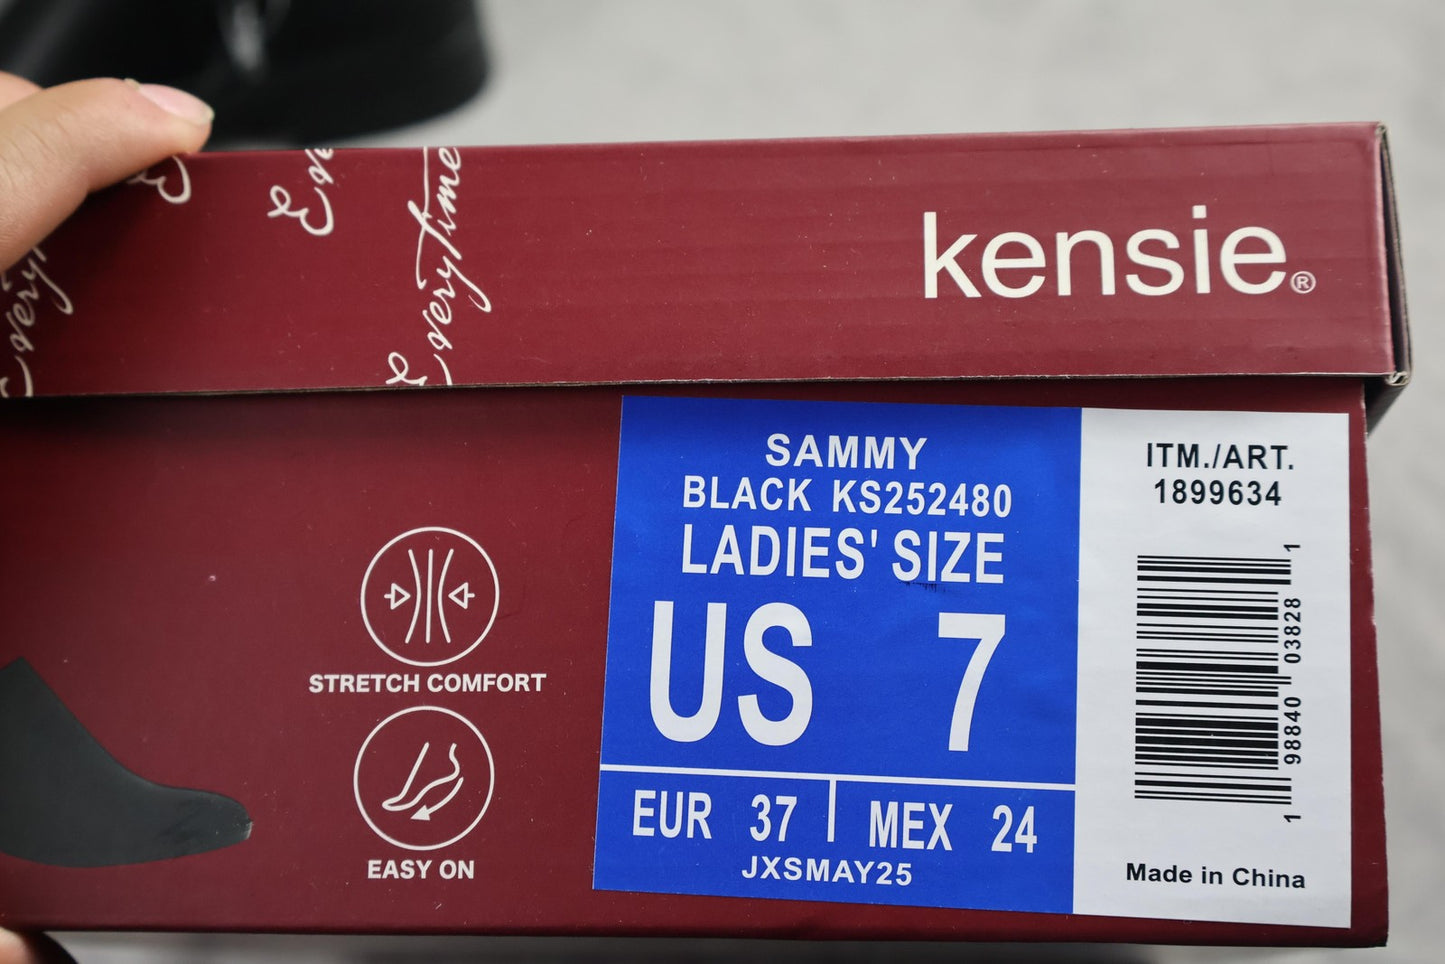 Everytime
kensie®
STRETCH COMFORT
EASY ON
SAMMY
BLACK KS252480
LADIES' SIZE
US 7
EUR 37
MEX 24
JXSMAY25
ITM./ART.
1899634
1 98840 03828 1
Made in China